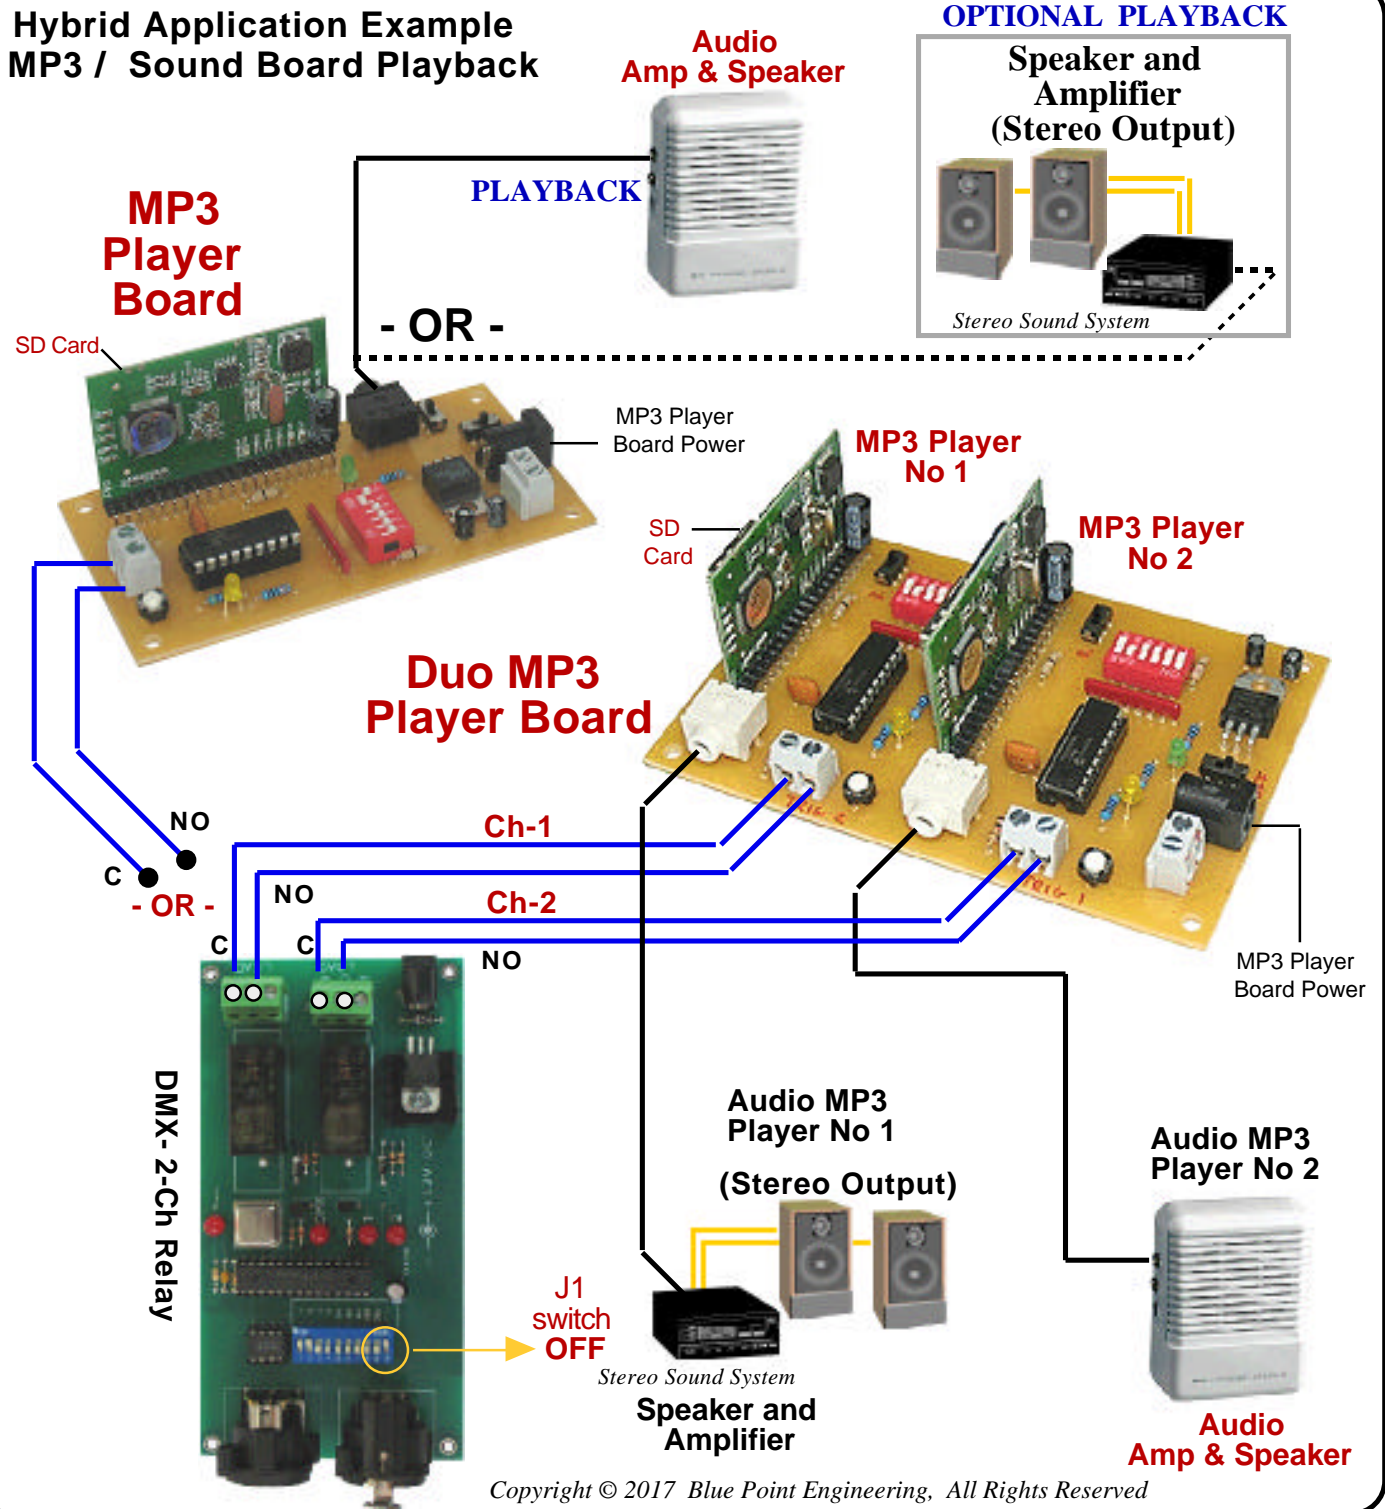 Hybrid Application Example
MP3 / Sound Board Playback
OPTIONAL PLAYBACK
Audio
Amp & Speaker
Speaker and
Amplifier
(Stereo Output)
PLAYBACK
Stereo Sound System
MP3
Player
Board
SD Card
- OR -
MP3 Player
Board Power
MP3 Player
No 1
SD
Card
MP3 Player
No 2
Duo MP3
Player Board
TRIG 2
TRIG 1
NO
C
- OR -
Ch-1
NO
Ch-2
C
C
NO
MP3 Player
Board Power
DMX- 2-Ch Relay
J1
switch
OFF
Audio MP3
Player No 1
(Stereo Output)
Stereo Sound System
Speaker and
Amplifier
Audio MP3
Player No 2
Audio
Amp & Speaker
Copyright © 2017 Blue Point Engineering, All Rights Reserved